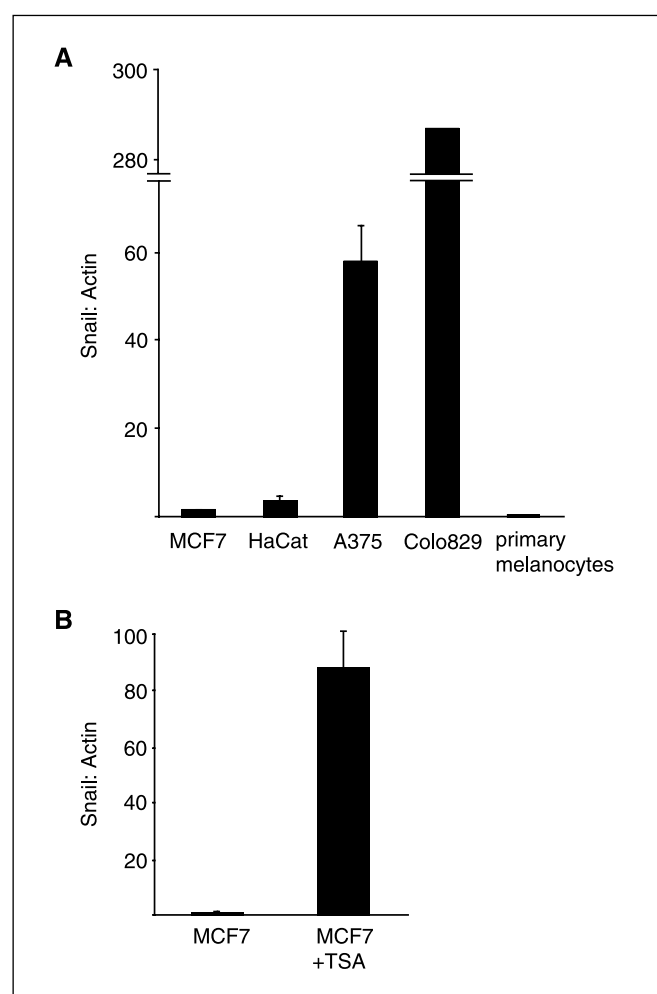 A
300
280
60
40
20
Snail: Actin
MCF7 HaCat A375 Colo829 primary
melanocytes
B
100
80
60
40
20
Snail: Actin
MCF7 MCF7
+TSA